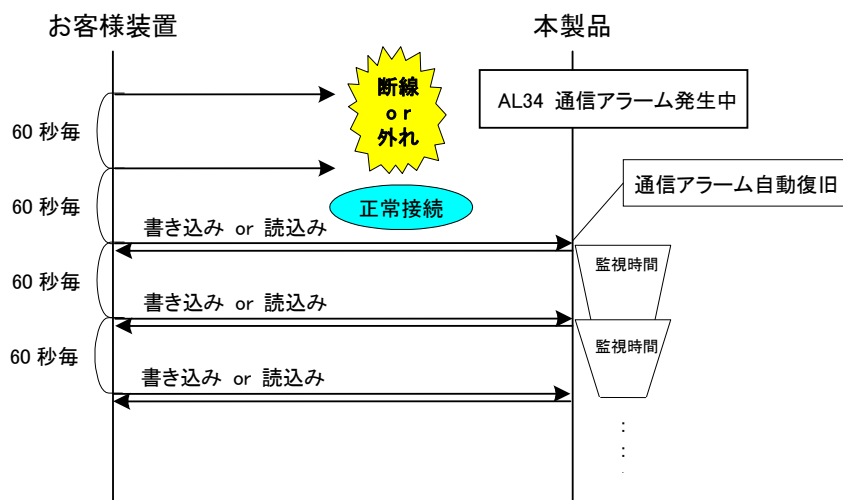 お客様装置
本製品
断線
or
外れ
AL34 通信アラーム発生中
60 秒毎
通信アラーム自動復旧
60 秒毎
正常接続
書き込み or 読込み
監視時間
60 秒毎
書き込み or 読込み
監視時間
60 秒毎
書き込み or 読込み